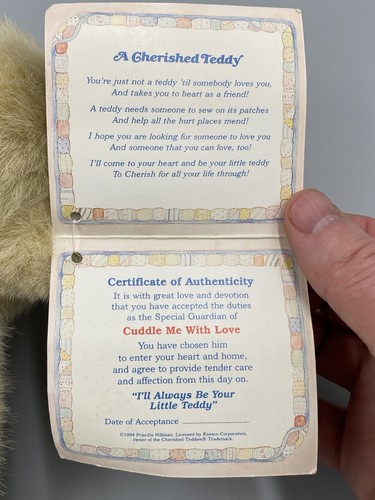 A Cherished Teddy
You're just not a teddy 'til somebody loves you,
And takes you to heart as a friend!
A teddy needs someone to sew on its patches
And help all the hurt places mend!
I hope you are looking for someone to love you
And someone that you can love, too!
I'll come to your heart and be your little teddy
To Cherish for all your life through!
Certificate of Authenticity
It is with great love and devotion
that you have accepted the duties
as the Special Guardian of
Cuddle Me With Love
You have chosen him
to enter your heart and home,
and agree to provide tender care
and affection from this day on.
"I'll Always Be Your
Little Teddy"
Date of Acceptance
©1994 Priscilla Hillman, Licensed by Enesco Corporation,
owner of the Cherished Teddies® Trademark.